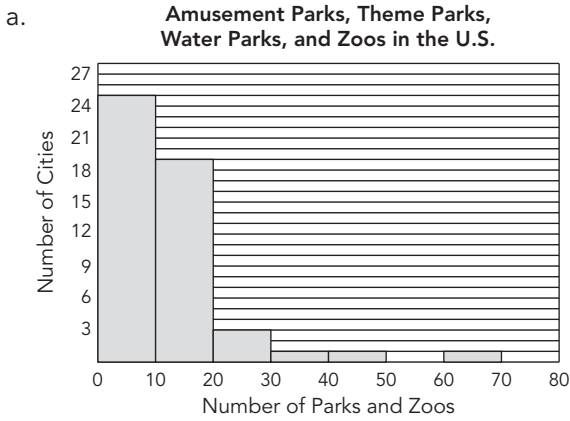 a.
Amusement Parks, Theme Parks,
Water Parks, and Zoos in the U.S.
Number of Cities
27
24
21
18
15
12
9
6
3
0 10 20 30 40 50 60 70 80
Number of Parks and Zoos